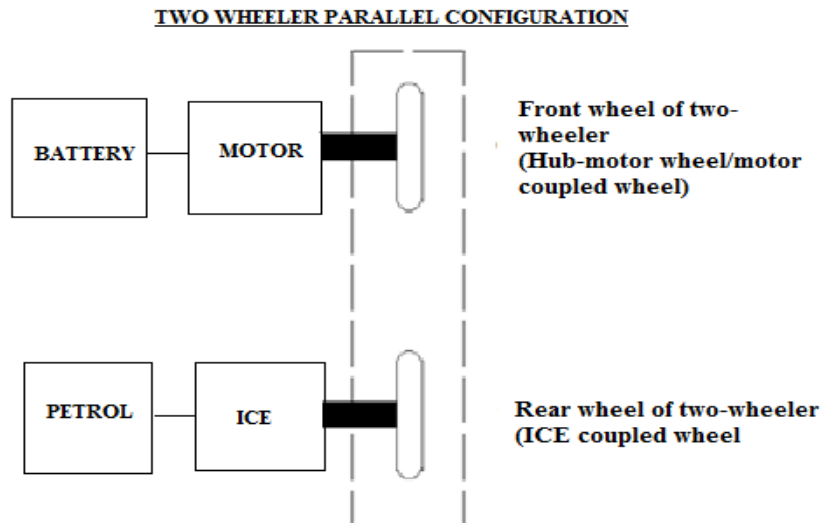 TWO WHEELER PARALLEL CONFIGURATION
BATTERY
MOTOR
Front wheel of two-
wheeler
(Hub-motor wheel/motor
coupled wheel)
PETROL
ICE
Rear wheel of two-wheeler
(ICE coupled wheel